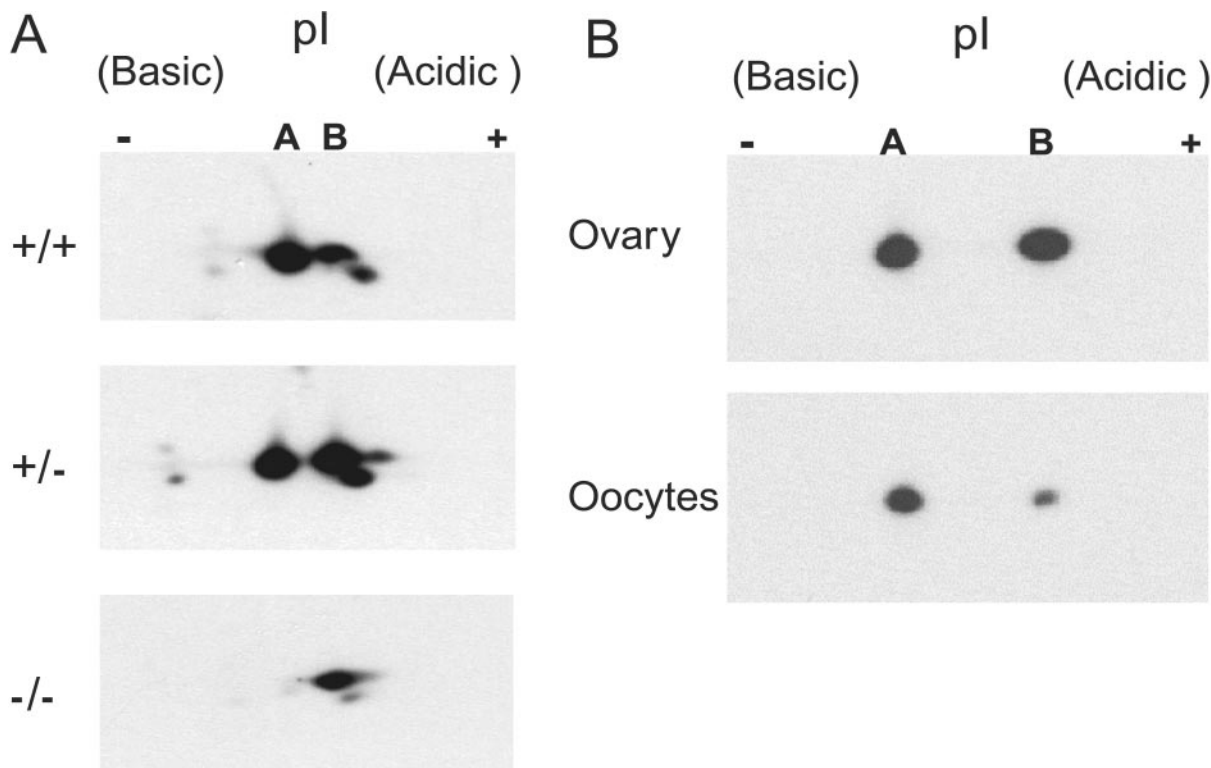 A
pI
(Basic) (Acidic )
- A B +
+/+
+/-
-/-
B
pI
(Basic) (Acidic )
- A B +
Ovary
Oocytes